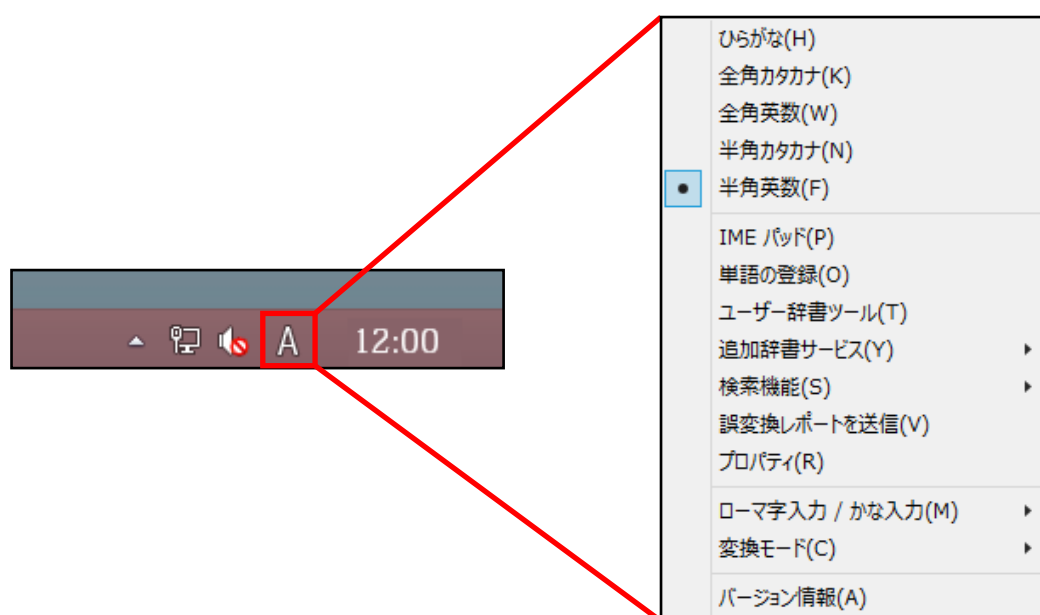 ひらがな(H)
全角カタカナ(K)
全角英数(W)
半角カタカナ(N)
半角英数(F)
IME パッド(P)
単語の登録(O)
ユーザー辞書ツール(T)
追加辞書サービス(Y)
検索機能(S)
誤変換レポートを送信(V)
プロパティ(R)
ローマ字入力 / かな入力(M)
変換モード(C)
バージョン情報(A)
A 12:00